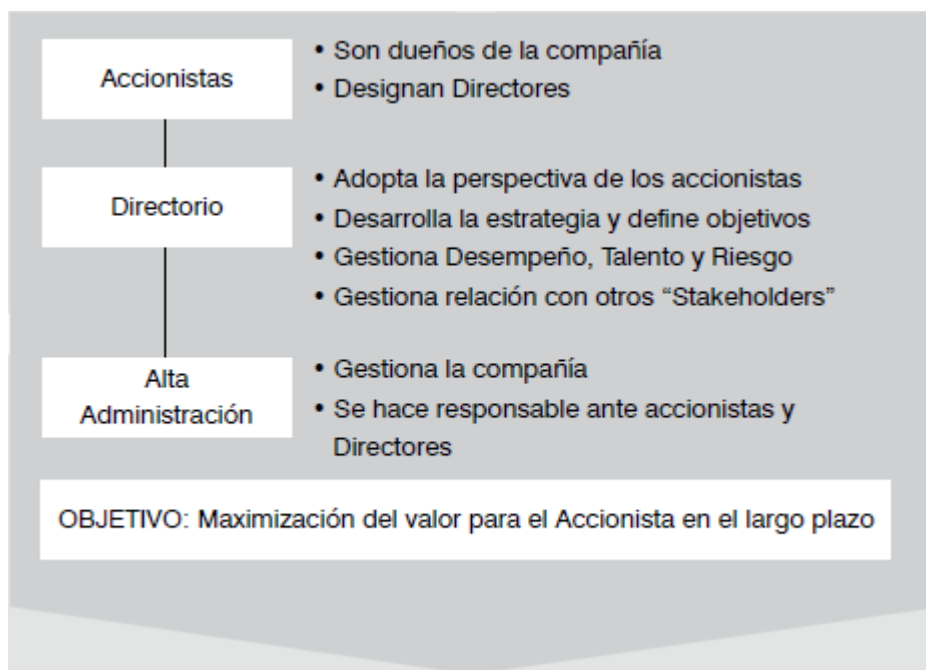 Accionistas
• Son dueños de la compañía
• Designan Directores
Directorio
• Adopta la perspectiva de los accionistas
• Desarrolla la estrategia y define objetivos
• Gestiona Desempeño, Talento y Riesgo
• Gestiona relación con otros “Stakeholders”
Alta
Administración
• Gestiona la compañía
• Se hace responsable ante accionistas y
Directores
OBJETIVO: Maximización del valor para el Accionista en el largo plazo